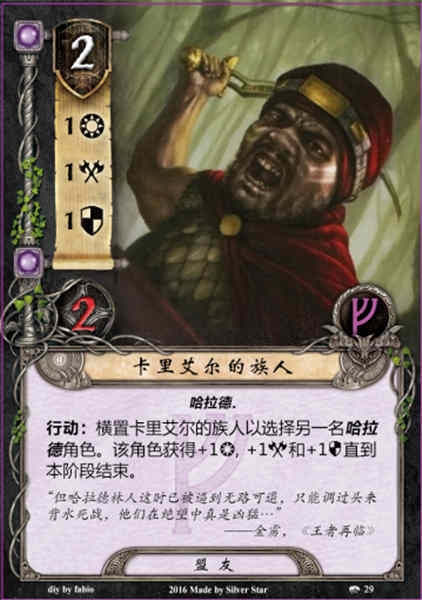 2
1
1
1
2
卡里艾尔的族人
哈拉德.
行动：横置卡里艾尔的族人以选择另一名哈拉
德角色。该角色获得+1，+1和+1直到
本阶段结束。
“但哈拉德林人这时已被逼到无路可退，只能调过头来
背水死战，他们在绝望中真是凶猛…”
——金雳，《王者再临》
盟友
diy by fabio
2016 Made by Silver Star
29